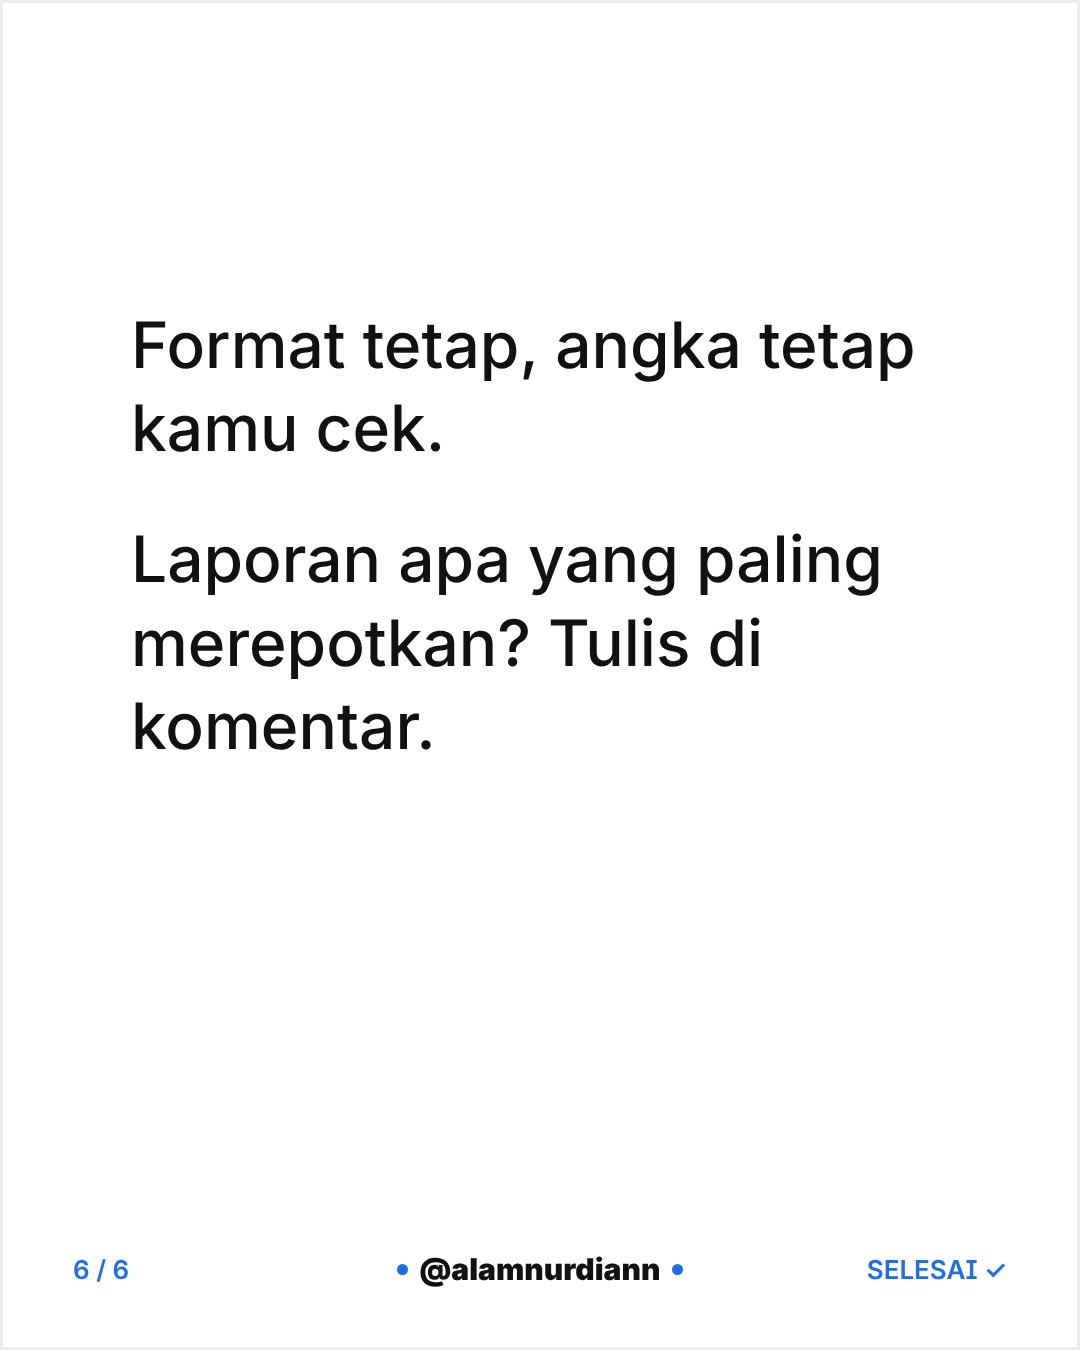 Format tetap, angka tetap
kamu cek.
Laporan apa yang paling
merepotkan? Tulis di
komentar.
6 / 6
• @alamnurdiann •
SELESAI ✓